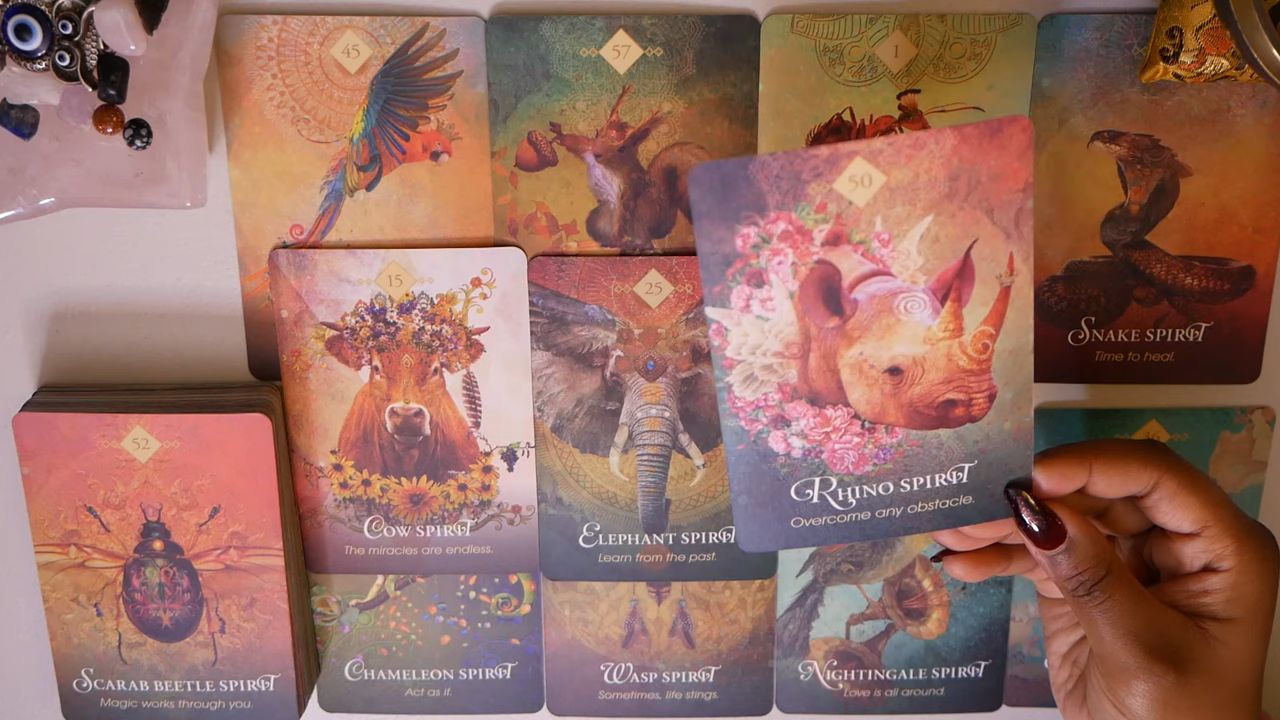 45
57
1
SNAKE SPIRIT
Time to heal.
50
RHINO SPIRIT
Overcome any obstacle.
15
COW SPIRIT
The miracles are endless.
25
ELEPHANT SPIRIT
Learn from the past.
52
SCARAB BEETLE SPIRIT
Magic works through you.
CHAMELEON SPIRIT
Act as if.
WASP SPIRIT
Sometimes, life stings.
NIGHTINGALE SPIRIT
Love is all around.